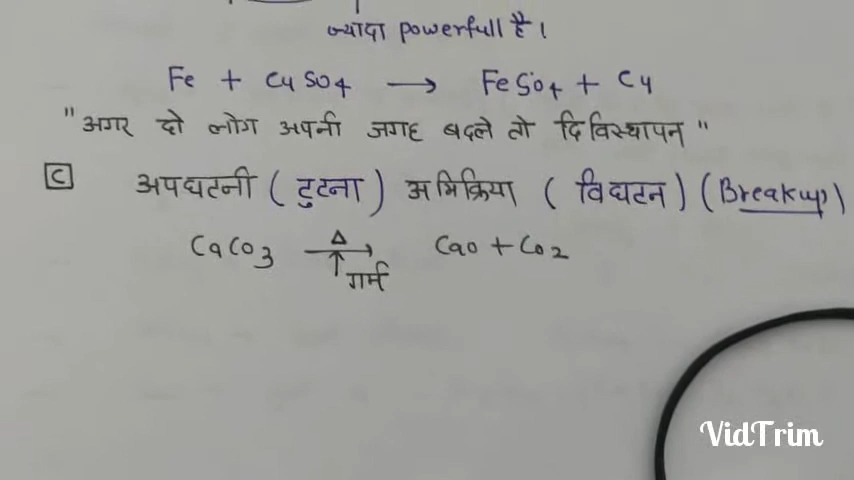 ज्यादा powerfull है।
Fe + CuSO4 ⟶ FeSO4 + Cu
"अगर दो लोग अपनी जगह बदले तो द्विविस्थापन"
C अपघटनी (टुटना) अभिक्रिया (विघटन) (Breakup)
CaCO3 Δ⟶ CaO + CO2
↑ गर्म
VidTrim